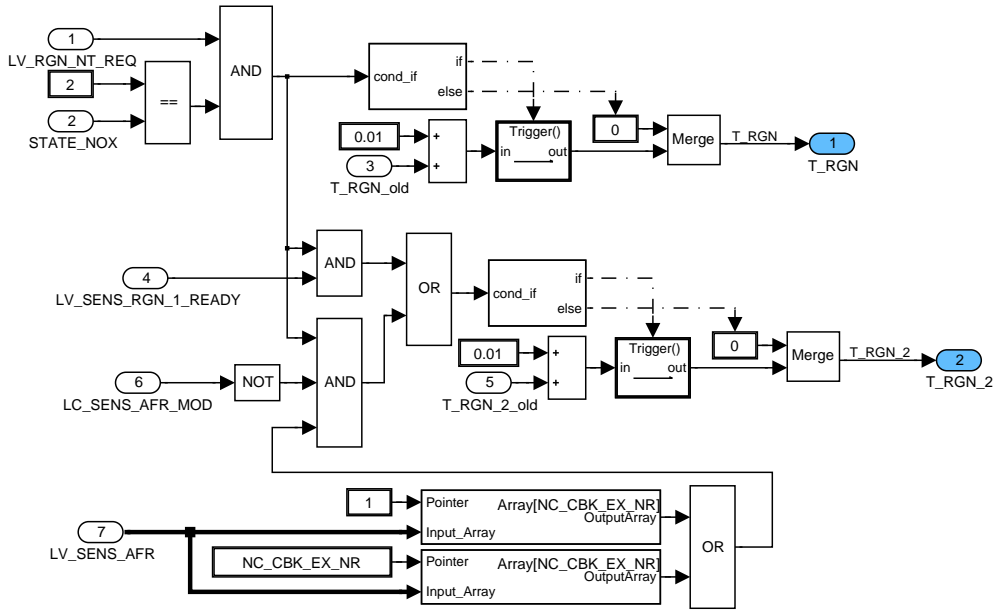 1
LV_RGN_NT_REQ
2
==
2
STATE_NOX
AND
cond_if
if
else
0.01
3
T_RGN_old
+
+
Trigger()
in
out
0
Merge
T_RGN
1
T_RGN
4
LV_SENS_RGN_1_READY
AND
OR
cond_if
if
else
6
LC_SENS_AFR_MOD
NOT
AND
0.01
5
T_RGN_2_old
+
+
Trigger()
in
out
0
Merge
T_RGN_2
2
T_RGN_2
7
LV_SENS_AFR
1
Pointer
Array[NC_CBK_EX_NR]
OutputArray
Input_Array
NC_CBK_EX_NR
Pointer
Array[NC_CBK_EX_NR]
OutputArray
Input_Array
OR